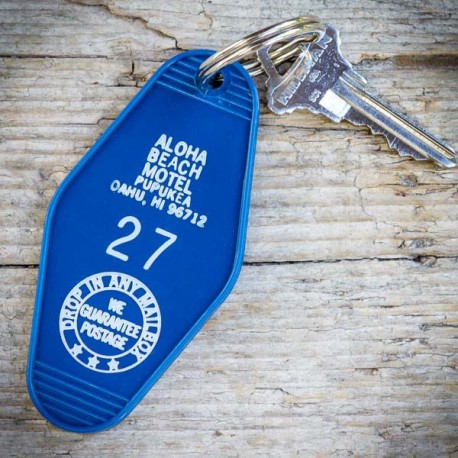 ALOHA
BEACH
MOTEL
PUPUKEA
OAHU, HI 96712
27
DROP IN ANY MAILBOX
WE
GUARANTEE
POSTAGE